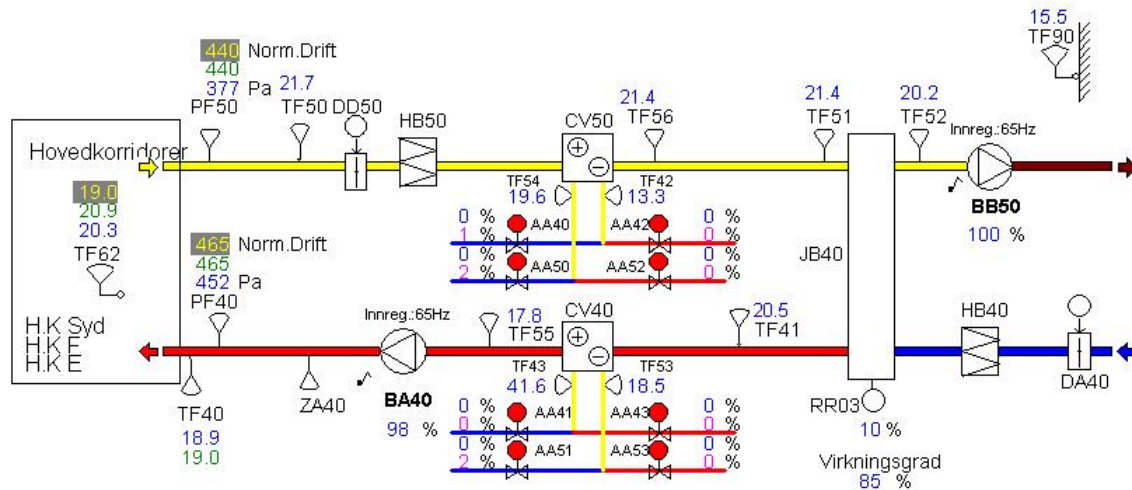 15.5
TF90
440 Norm.Drift
440
377 Pa
PF50
21.7
TF50
DD50
HB50
CV50
21.4
TF56
21.4
TF51
20.2
TF52
Innreg.:65Hz
BB50
100 %
Hovedkorridorer
19.0
20.9
20.3
TF62
TF54
19.6
TF42
13.3
0 %
1 %
AA40
AA42
0 %
0 %
0 %
2 %
AA50
AA52
0 %
0 %
JB40
465 Norm.Drift
465
452 Pa
PF40
Innreg.:65Hz
17.8
TF55
CV40
20.5
TF41
HB40
DA40
H.K Syd
H.K F
H.K E
TF40
18.9
19.0
ZA40
BA40
98 %
TF43
41.6
TF53
18.5
0 %
0 %
AA41
AA43
0 %
0 %
0 %
2 %
AA51
AA53
0 %
0 %
RR03
10 %
Virkningsgrad
85 %